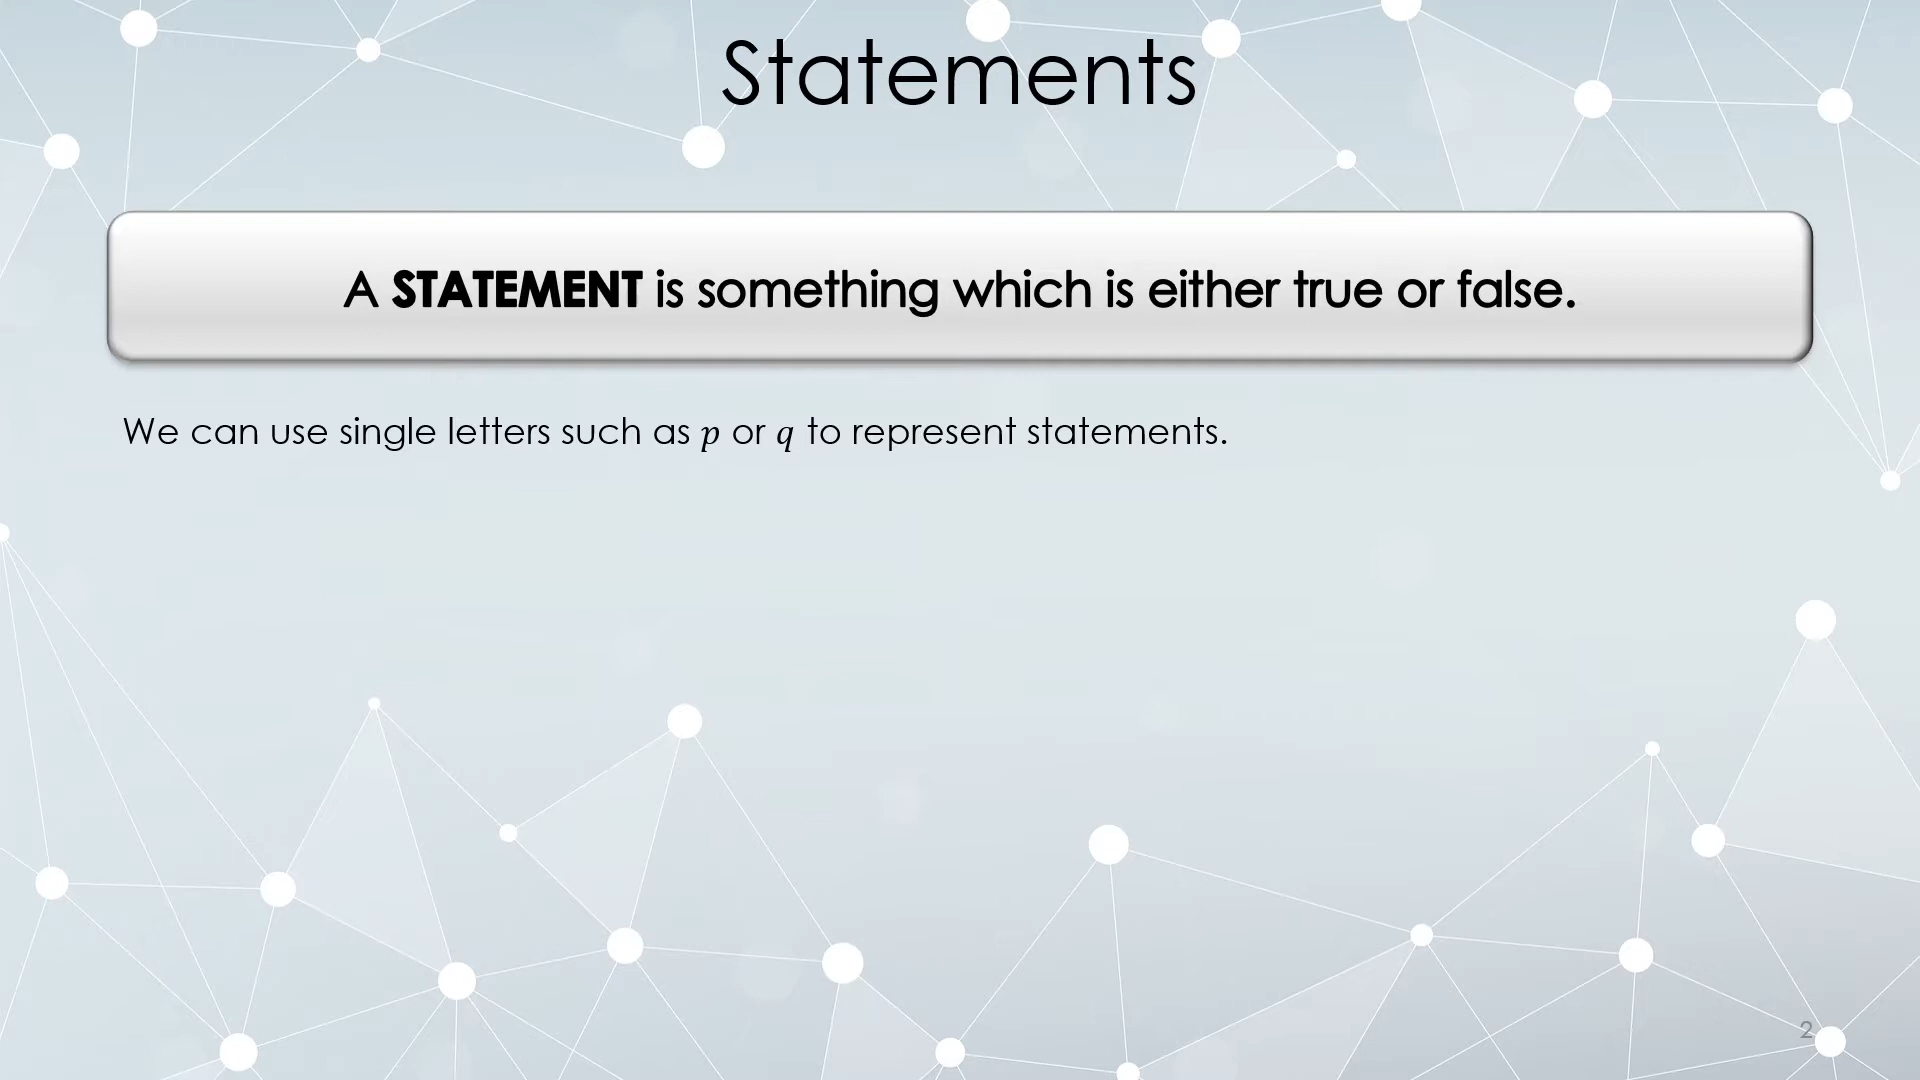 Statements
A STATEMENT is something which is either true or false.
We can use single letters such as p or q to represent statements.
2